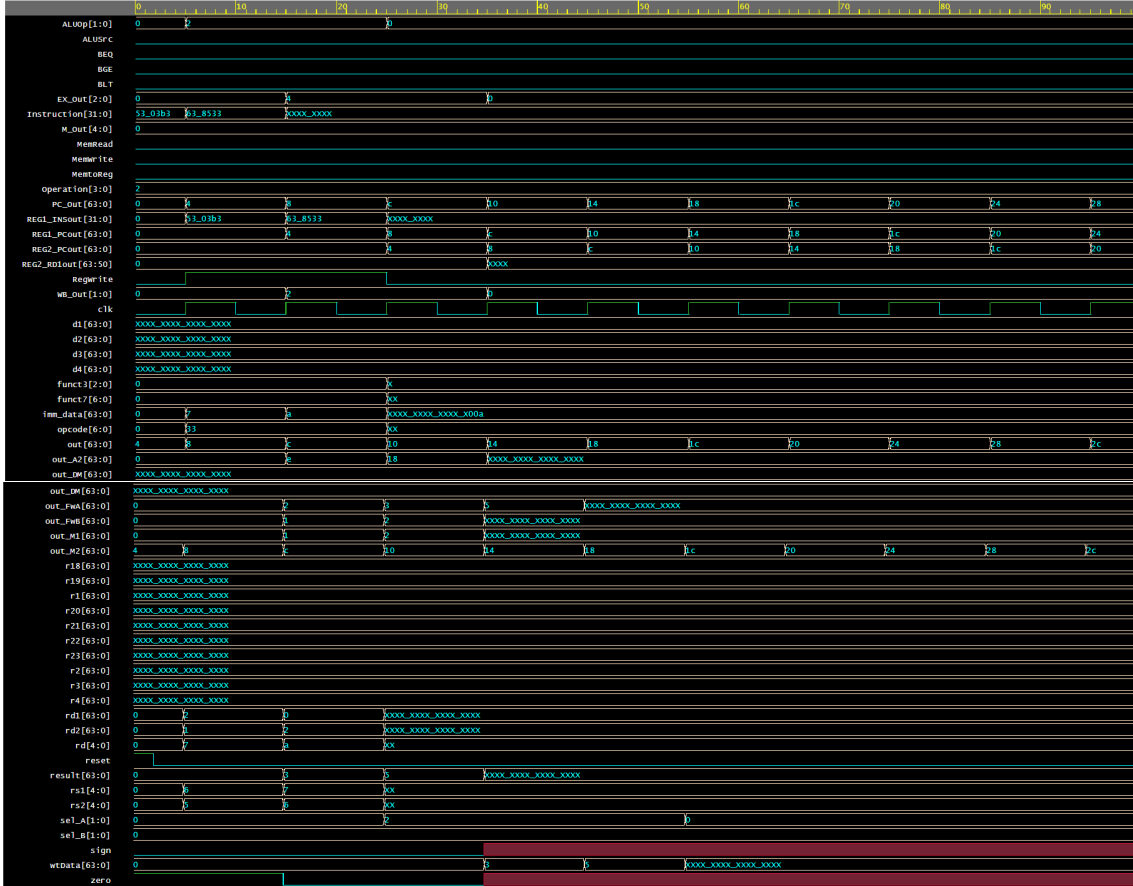 0 10 20 30 40 50 60 70 80 90
ALUOp[1:0] 0 2 0
ALUSrc
BEQ
BGE
BLT
EX_Out[2:0] 0 4 0
Instruction[31:0] 53_03b3 63_8533 XXXX_XXXX
M_Out[4:0] 0
MemRead
MemWrite
MemtoReg
Operation[3:0] 2
PC_Out[63:0] 0 4 8 c 10 14 18 1c 20 24 28
REG1_INSout[31:0] 0 53_03b3 63_8533 XXXX_XXXX
REG1_PCout[63:0] 0 4 8 c 10 14 18 1c 20 24
REG2_PCout[63:0] 0 4 8 c 10 14 18 1c 20
REG2_RD1out[63:50] 0 XXXX
RegWrite
WB_Out[1:0] 0 2 0
clk
d1[63:0] XXXX_XXXX_XXXX_XXXX
d2[63:0] XXXX_XXXX_XXXX_XXXX
d3[63:0] XXXX_XXXX_XXXX_XXXX
d4[63:0] XXXX_XXXX_XXXX_XXXX
funct3[2:0] 0 X
funct7[6:0] 0 XX
imm_data[63:0] 0 7 a XXXX_XXXX_XXXX_X00a
opcode[6:0] 0 33 XX
out[63:0] 4 8 c 10 14 18 1c 20 24 28 2c
out_A2[63:0] 0 e 18 XXXX_XXXX_XXXX_XXXX
out_DM[63:0] XXXX_XXXX_XXXX_XXXX
out_DM[63:0] XXXX_XXXX_XXXX_XXXX
out_FwA[63:0] 0 2 3 5 XXXX_XXXX_XXXX_XXXX
out_FwB[63:0] 0 1 2 XXXX_XXXX_XXXX_XXXX
out_M1[63:0] 0 1 2 XXXX_XXXX_XXXX_XXXX
out_M2[63:0] 4 8 c 10 14 18 1c 20 24 28 2c
r18[63:0] XXXX_XXXX_XXXX_XXXX
r19[63:0] XXXX_XXXX_XXXX_XXXX
r1[63:0] XXXX_XXXX_XXXX_XXXX
r20[63:0] XXXX_XXXX_XXXX_XXXX
r21[63:0] XXXX_XXXX_XXXX_XXXX
r22[63:0] XXXX_XXXX_XXXX_XXXX
r23[63:0] XXXX_XXXX_XXXX_XXXX
r2[63:0] XXXX_XXXX_XXXX_XXXX
r3[63:0] XXXX_XXXX_XXXX_XXXX
r4[63:0] XXXX_XXXX_XXXX_XXXX
rd1[63:0] 0 2 0 XXXX_XXXX_XXXX_XXXX
rd2[63:0] 0 1 2 XXXX_XXXX_XXXX_XXXX
rd[4:0] 0 7 a XX
reset
result[63:0] 0 3 5 XXXX_XXXX_XXXX_XXXX
rs1[4:0] 0 6 7 XX
rs2[4:0] 0 5 6 XX
sel_A[1:0] 0 2 0
sel_B[1:0] 0
sign
wtData[63:0] 0 3 5 XXXX_XXXX_XXXX_XXXX
zero